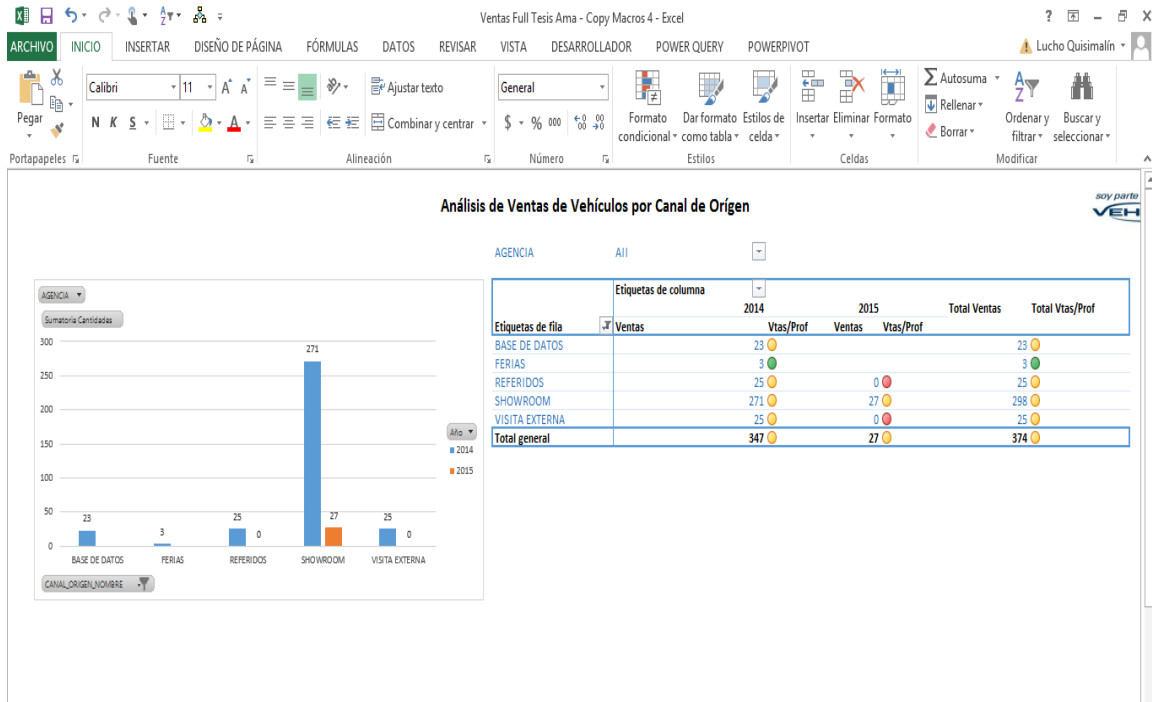 Ventas Full Tesis Ama - Copy Macros 4 - Excel
ARCHIVO INICIO INSERTAR DISEÑO DE PÁGINA FÓRMULAS DATOS REVISAR VISTA DESARROLLADOR POWER QUERY POWERPIVOT Lucho Quisimalín
Calibri 11 Ajustar texto General Autosuma
Pegar N K S A Combinar y centrar $ % 000 Formato condicional Dar formato como tabla Estilos de celda Insertar Eliminar Formato Rellenar Borrar Ordenar y filtrar Buscar y seleccionar
Portapapeles Fuente Alineación Número Estilos Celdas Modificar
Análisis de Ventas de Vehículos por Canal de Orígen
soy parte
VEH
AGENCIA All
Etiquetas de columna
2014 2015 Total Ventas Total Vtas/Prof
Etiquetas de fila Ventas Vtas/Prof Ventas Vtas/Prof
BASE DE DATOS 23 23
FERIAS 3 3
REFERIDOS 25 0 25
SHOWROOM 271 27 298
VISITA EXTERNA 25 0 25
Total general 347 27 374
AGENCIA
Sumatoria Cantidades
300
250
200
150
100
50
0
23
3
25 0
271 27
25 0
BASE DE DATOS FERIAS REFERIDOS SHOWROOM VISITA EXTERNA
Año
2014
2015
CANAL_ORIGEN_NOMBRE